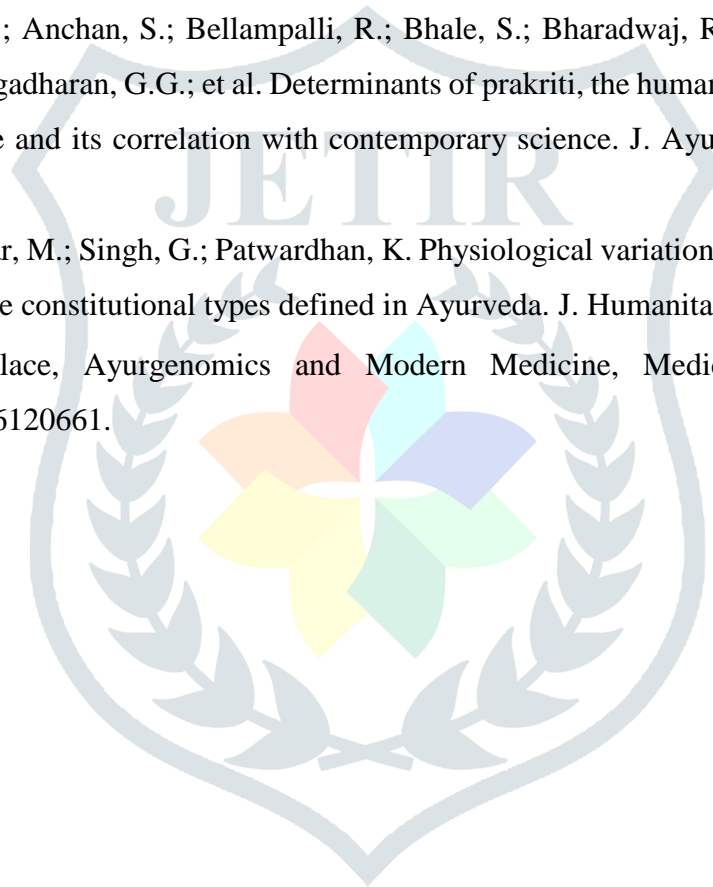 .; Anchan, S.; Bellampalli, R.; Bhale, S.; Bharadwaj, R
gadharan, G.G.; et al. Determinants of prakriti, the human
e and its correlation with contemporary science. J. Ayu
JETIR
r, M.; Singh, G.; Patwardhan, K. Physiological variation
e constitutional types defined in Ayurveda. J. Humanita
lace, Ayurgenomics and Modern Medicine, Medic
6120661.